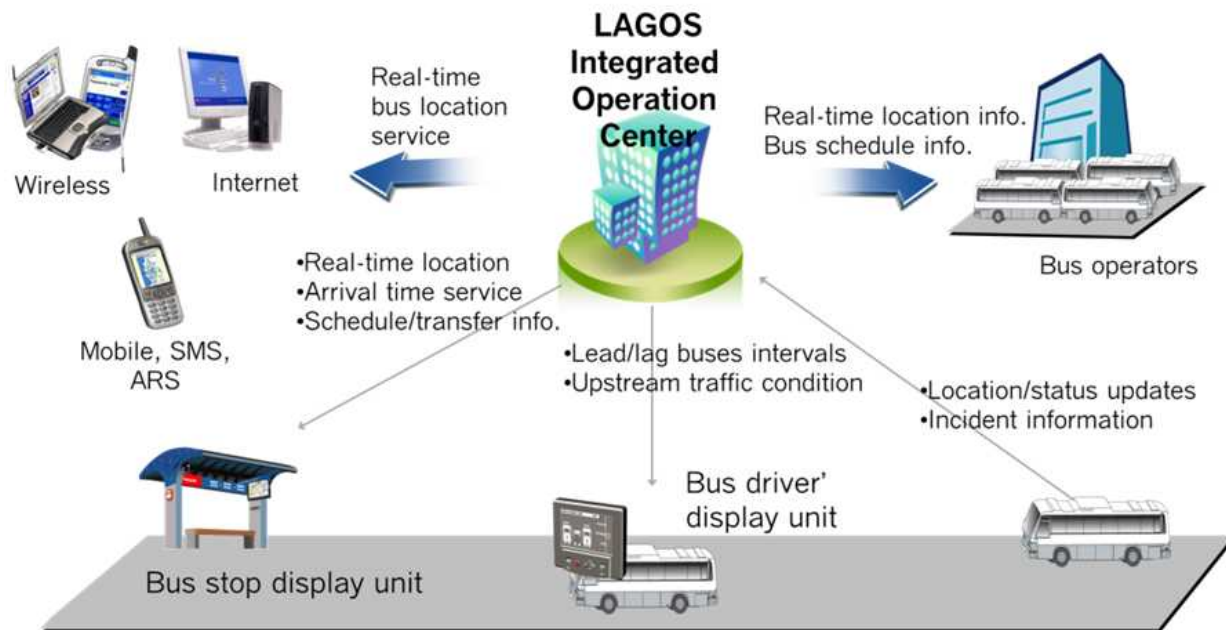 LAGOS
Integrated
Operation
Center
Real-time
bus location
service
Real-time location info.
Bus schedule info.
Wireless
Internet
Bus operators
•Real-time location
•Arrival time service
•Schedule/transfer info.
Mobile, SMS,
ARS
•Lead/lag buses intervals
•Upstream traffic condition
•Location/status updates
•Incident information
Bus driver'
display unit
Bus stop display unit